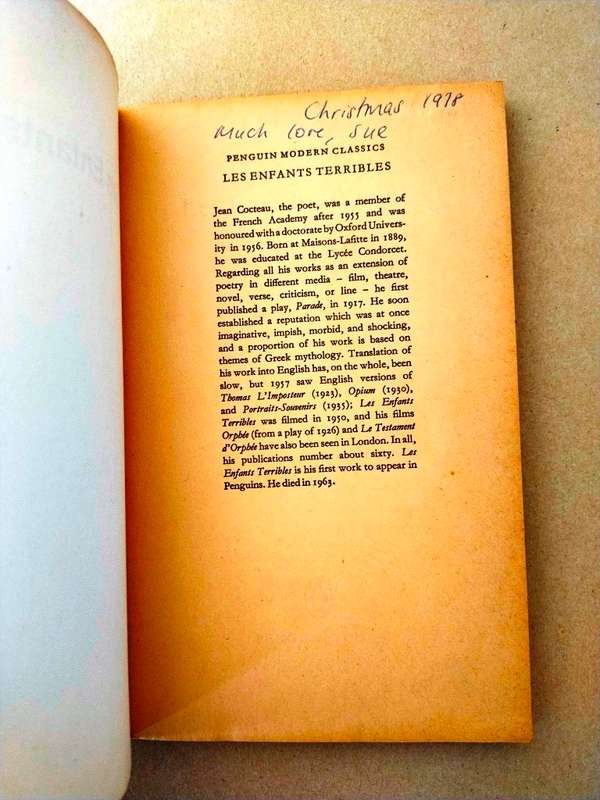 Christmas 1978
Much love, Sue
PENGUIN MODERN CLASSICS
LES ENFANTS TERRIBLES
Jean Cocteau, the poet, was a member of
the French Academy after 1955 and was
honoured with a doctorate by Oxford Univers-
ity in 1956. Born at Maisons-Lafitte in 1889,
he was educated at the Lycée Condorcet.
Regarding all his works as an extension of
poetry in different media – film, theatre,
novel, verse, criticism, or line – he first
published a play, Parade, in 1917. He soon
established a reputation which was at once
imaginative, impish, morbid, and shocking,
and a proportion of his work is based on
themes of Greek mythology. Translation of
his work into English has, on the whole, been
slow, but 1957 saw English versions of
Thomas L'Imposteur (1923), Opium (1930),
and Portraits-Souvenirs (1935); Les Enfants
Terribles was filmed in 1950, and his films
Orphée (from a play of 1926) and Le Testament
d'Orphée have also been seen in London. In all,
his publications number about sixty. Les
Enfants Terribles is his first work to appear in
Penguins. He died in 1963.